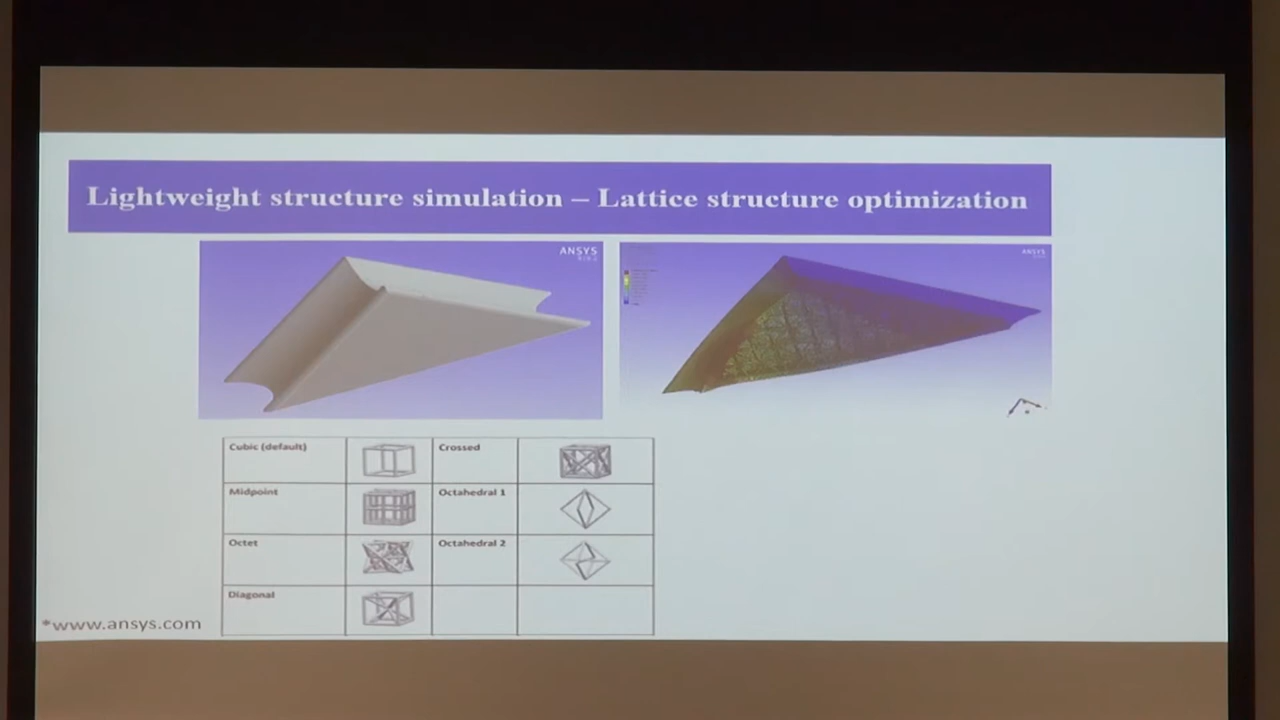 Lightweight structure simulation – Lattice structure optimization
ANSYS
ANSYS
Cubic (default)
Crossed
Midpoint
Octahedral 1
Octet
Octahedral 2
Diagonal
*www.ansys.com